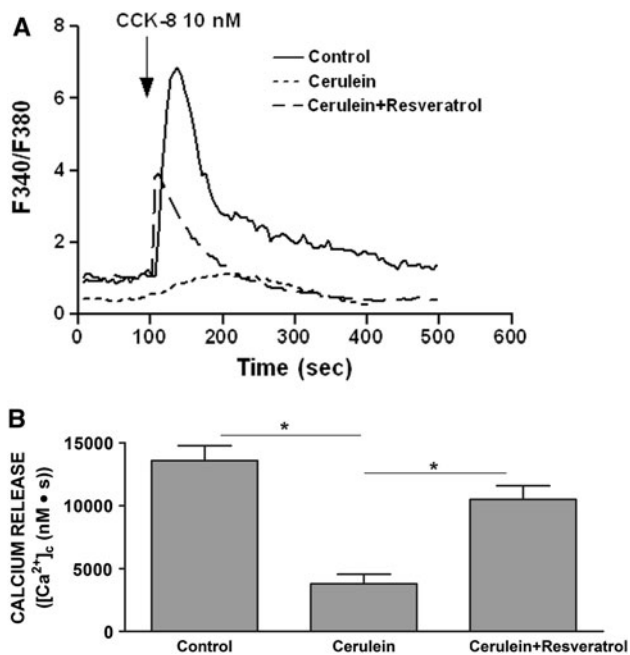 A
CCK-8 10 nM
Control
Cerulein
Cerulein+Resveratrol
F340/F380
8
6
4
2
0
0 100 200 300 400 500 600
Time (sec)
B
CALCIUM RELEASE
([Ca²⁺]c (nM • s))
15000
10000
5000
0
*
*
Control Cerulein Cerulein+Resveratrol